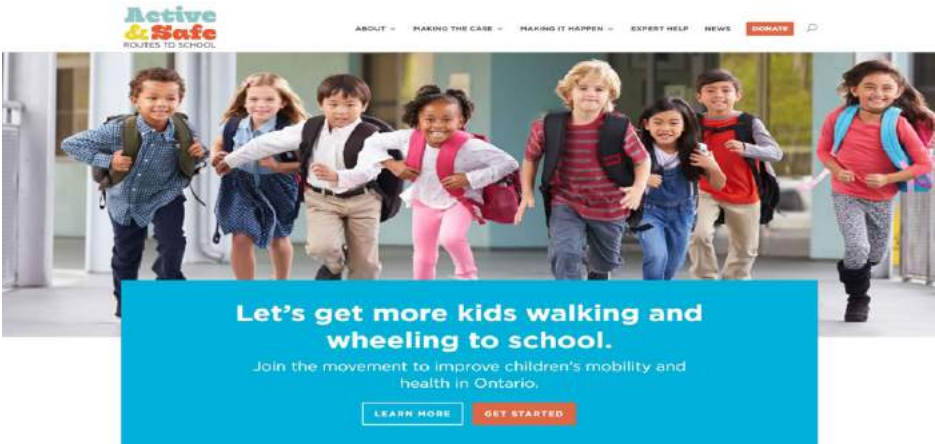 Active
& Safe
ROUTES TO SCHOOL
ABOUT MAKING THE CASE MAKING IT HAPPEN EXPERT HELP NEWS DONATE
Let's get more kids walking and
wheeling to school.
Join the movement to improve children's mobility and
health in Ontario.
LEARN MORE GET STARTED